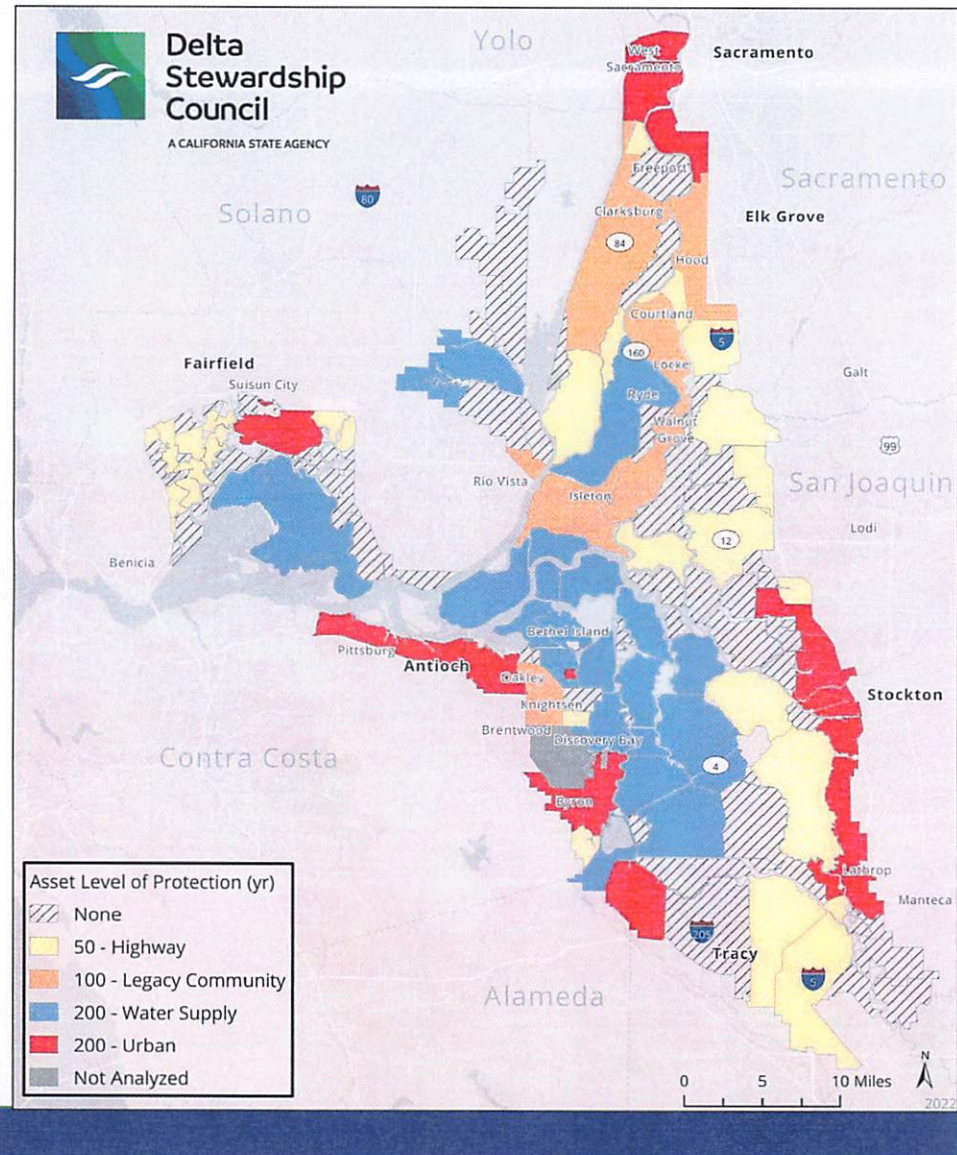 Delta
Stewardship
Council
A CALIFORNIA STATE AGENCY
Yolo
West
Sacramento
Sacramento
80
Solano
Freeport
Sacramento
Clarksburg
Elk Grove
84
Hood
Courtland
5
160
Fairfield
Suisun City
Locke
Galt
Ryde
Walnut
Grove
99
Rio Vista
Isleton
San Joaquin
12
Lodi
Benicia
Bethel Island
Pittsburg
Antioch
Oakley
Stockton
Knightsen
Brentwood
Discovery Bay
Contra Costa
4
Byron
Lathrop
Manteca
205
Tracy
5
Alameda
Asset Level of Protection (yr)
None
50 - Highway
100 - Legacy Community
200 - Water Supply
200 - Urban
Not Analyzed
N
0 5 10 Miles
2022